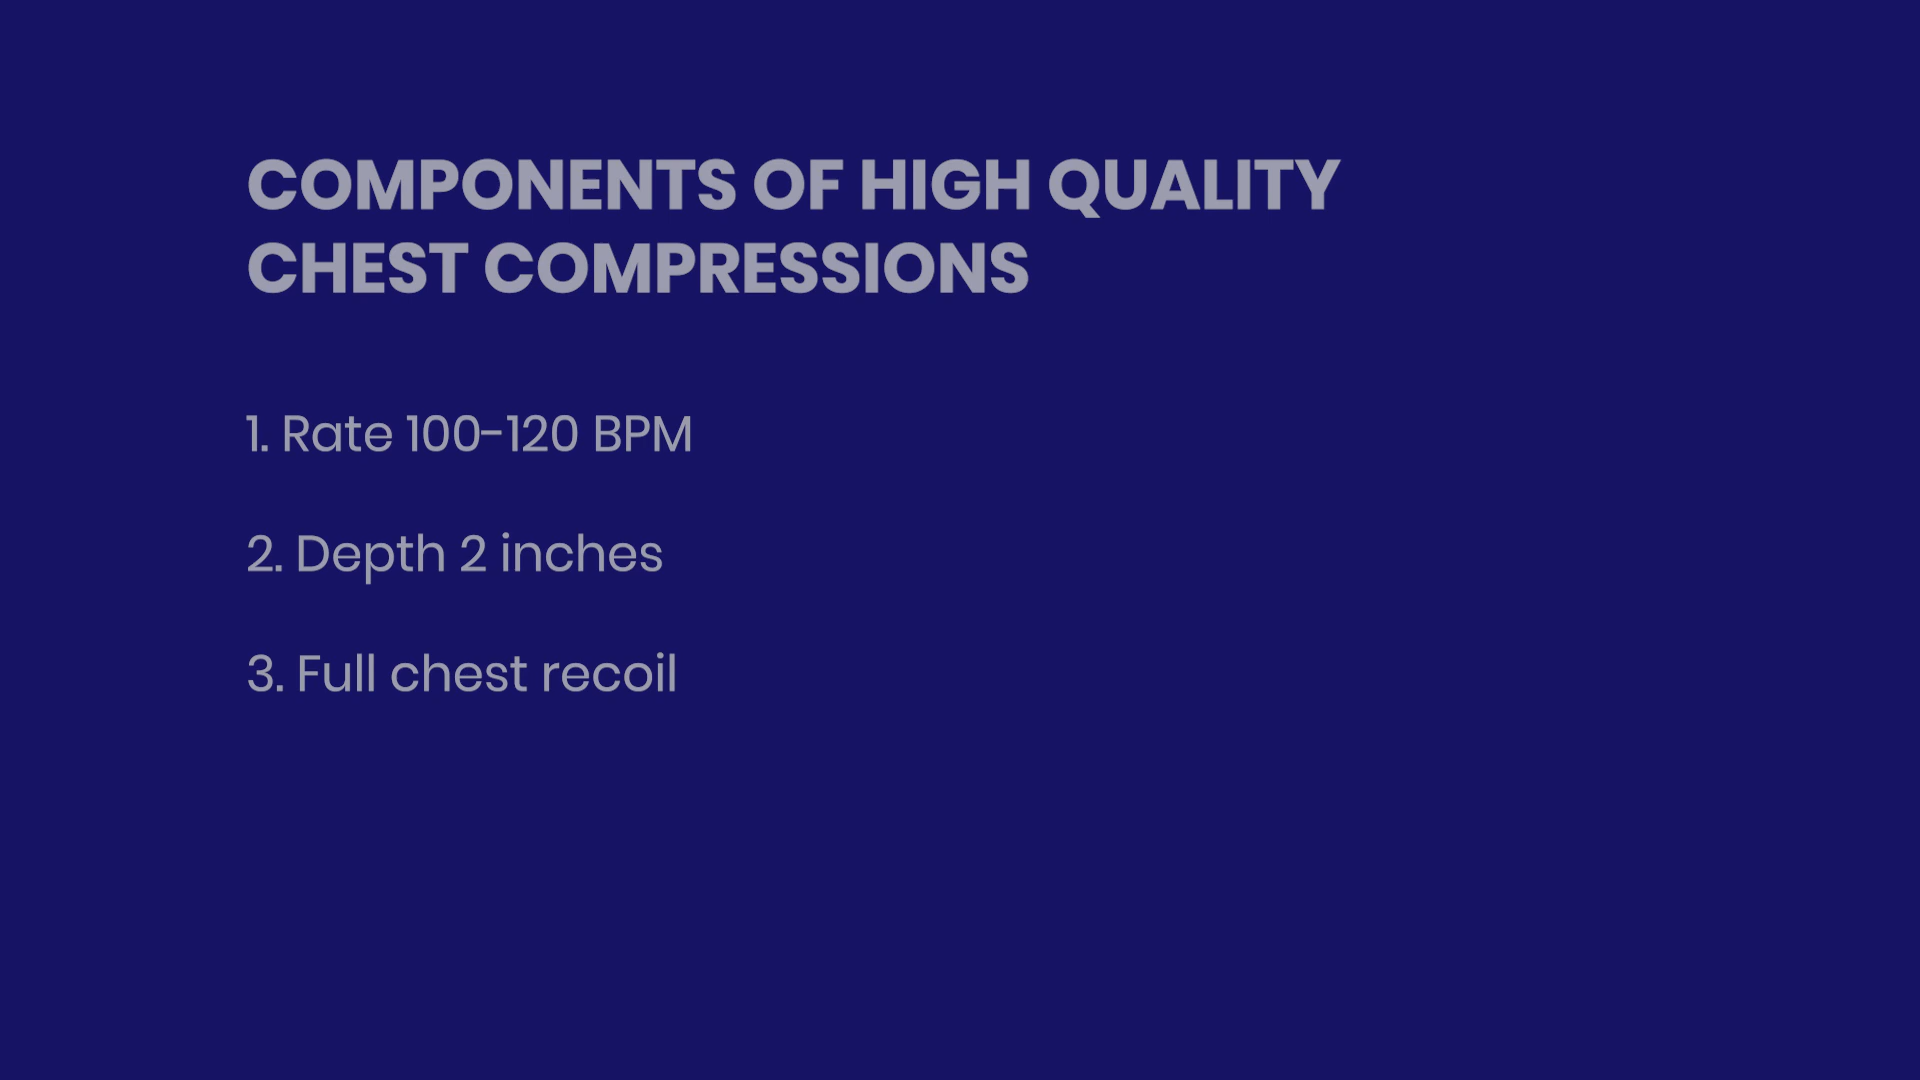 COMPONENTS OF HIGH QUALITY
CHEST COMPRESSIONS
1. Rate 100-120 BPM
2. Depth 2 inches
3. Full chest recoil